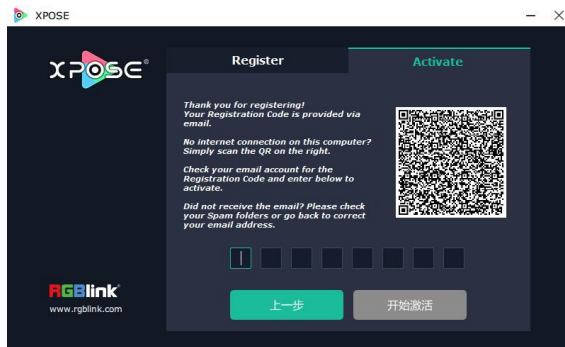 XPOSE
XPOSE®
Register
Activate
Thank you for registering!
Your Registration Code is provided via
email.
No internet connection on this computer?
Simply scan the QR on the right.
Check your email account for the
Registration Code and enter below to
activate.
Did not receive the email? Please check
your Spam folders or go back to correct
your email address.
RGBlink®
www.rgblink.com
上一步
开始激活